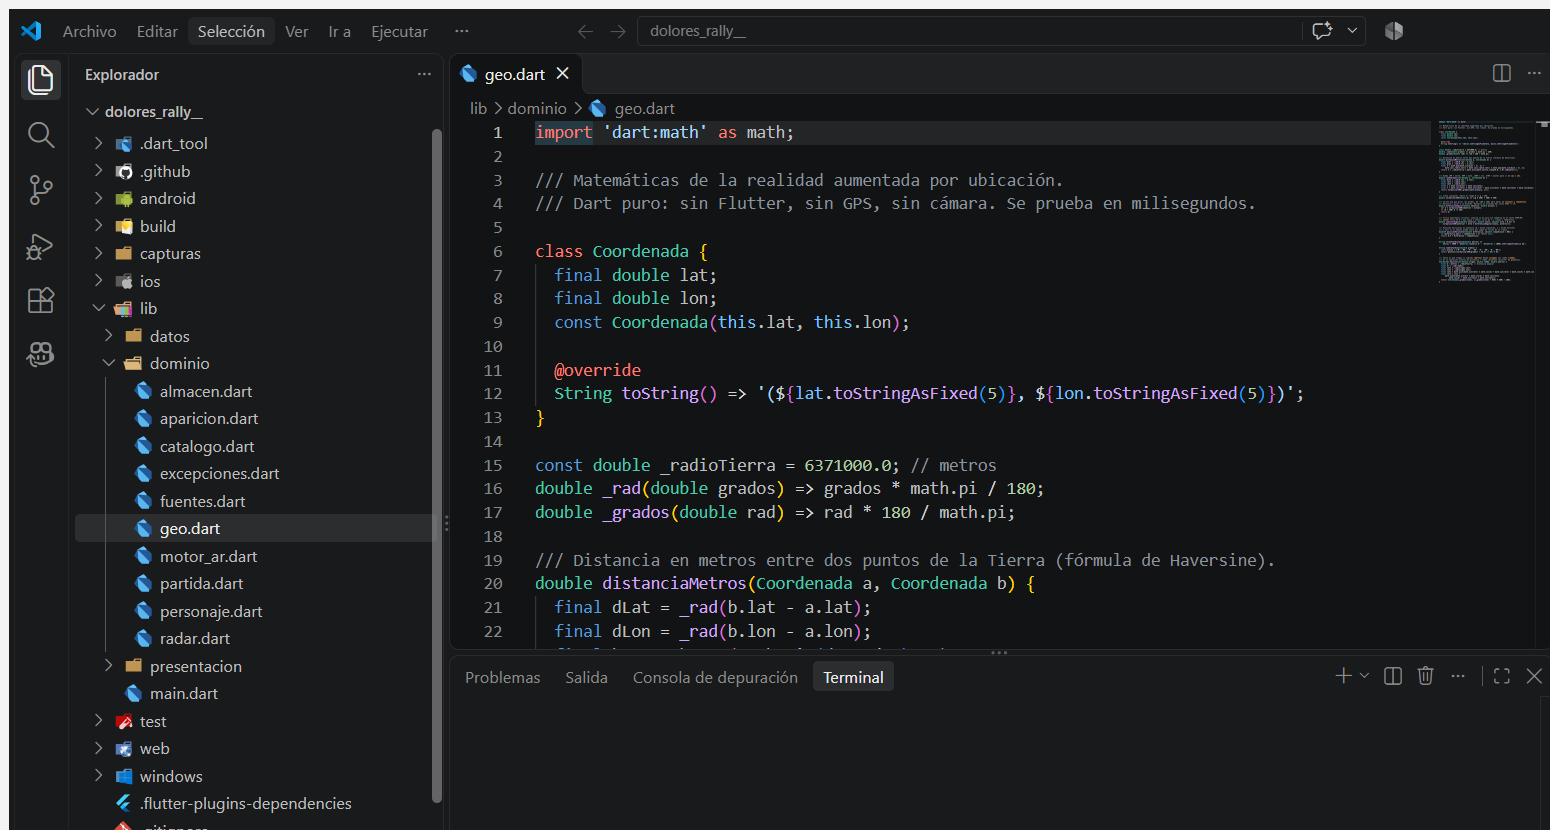 Archivo Editar Selección Ver Ir a Ejecutar ··· dolores_rally__
Explorador
dolores_rally__
.dart_tool
.github
android
build
capturas
ios
lib
datos
dominio
almacen.dart
aparicion.dart
catalogo.dart
excepciones.dart
fuentes.dart
geo.dart
motor_ar.dart
partida.dart
personaje.dart
radar.dart
presentacion
main.dart
test
web
windows
.flutter-plugins-dependencies
.gitignore
geo.dart
lib > dominio > geo.dart
1 import 'dart:math' as math;
2
3 /// Matemáticas de la realidad aumentada por ubicación.
4 /// Dart puro: sin Flutter, sin GPS, sin cámara. Se prueba en milisegundos.
5
6 class Coordenada {
7 final double lat;
8 final double lon;
9 const Coordenada(this.lat, this.lon);
10
11 @override
12 String toString() => '(${lat.toStringAsFixed(5)}, ${lon.toStringAsFixed(5)})';
13 }
14
15 const double _radioTierra = 6371000.0; // metros
16 double _rad(double grados) => grados * math.pi / 180;
17 double _grados(double rad) => rad * 180 / math.pi;
18
19 /// Distancia en metros entre dos puntos de la Tierra (fórmula de Haversine).
20 double distanciaMetros(Coordenada a, Coordenada b) {
21 final dLat = _rad(b.lat - a.lat);
22 final dLon = _rad(b.lon - a.lon);
Problemas Salida Consola de depuración Terminal